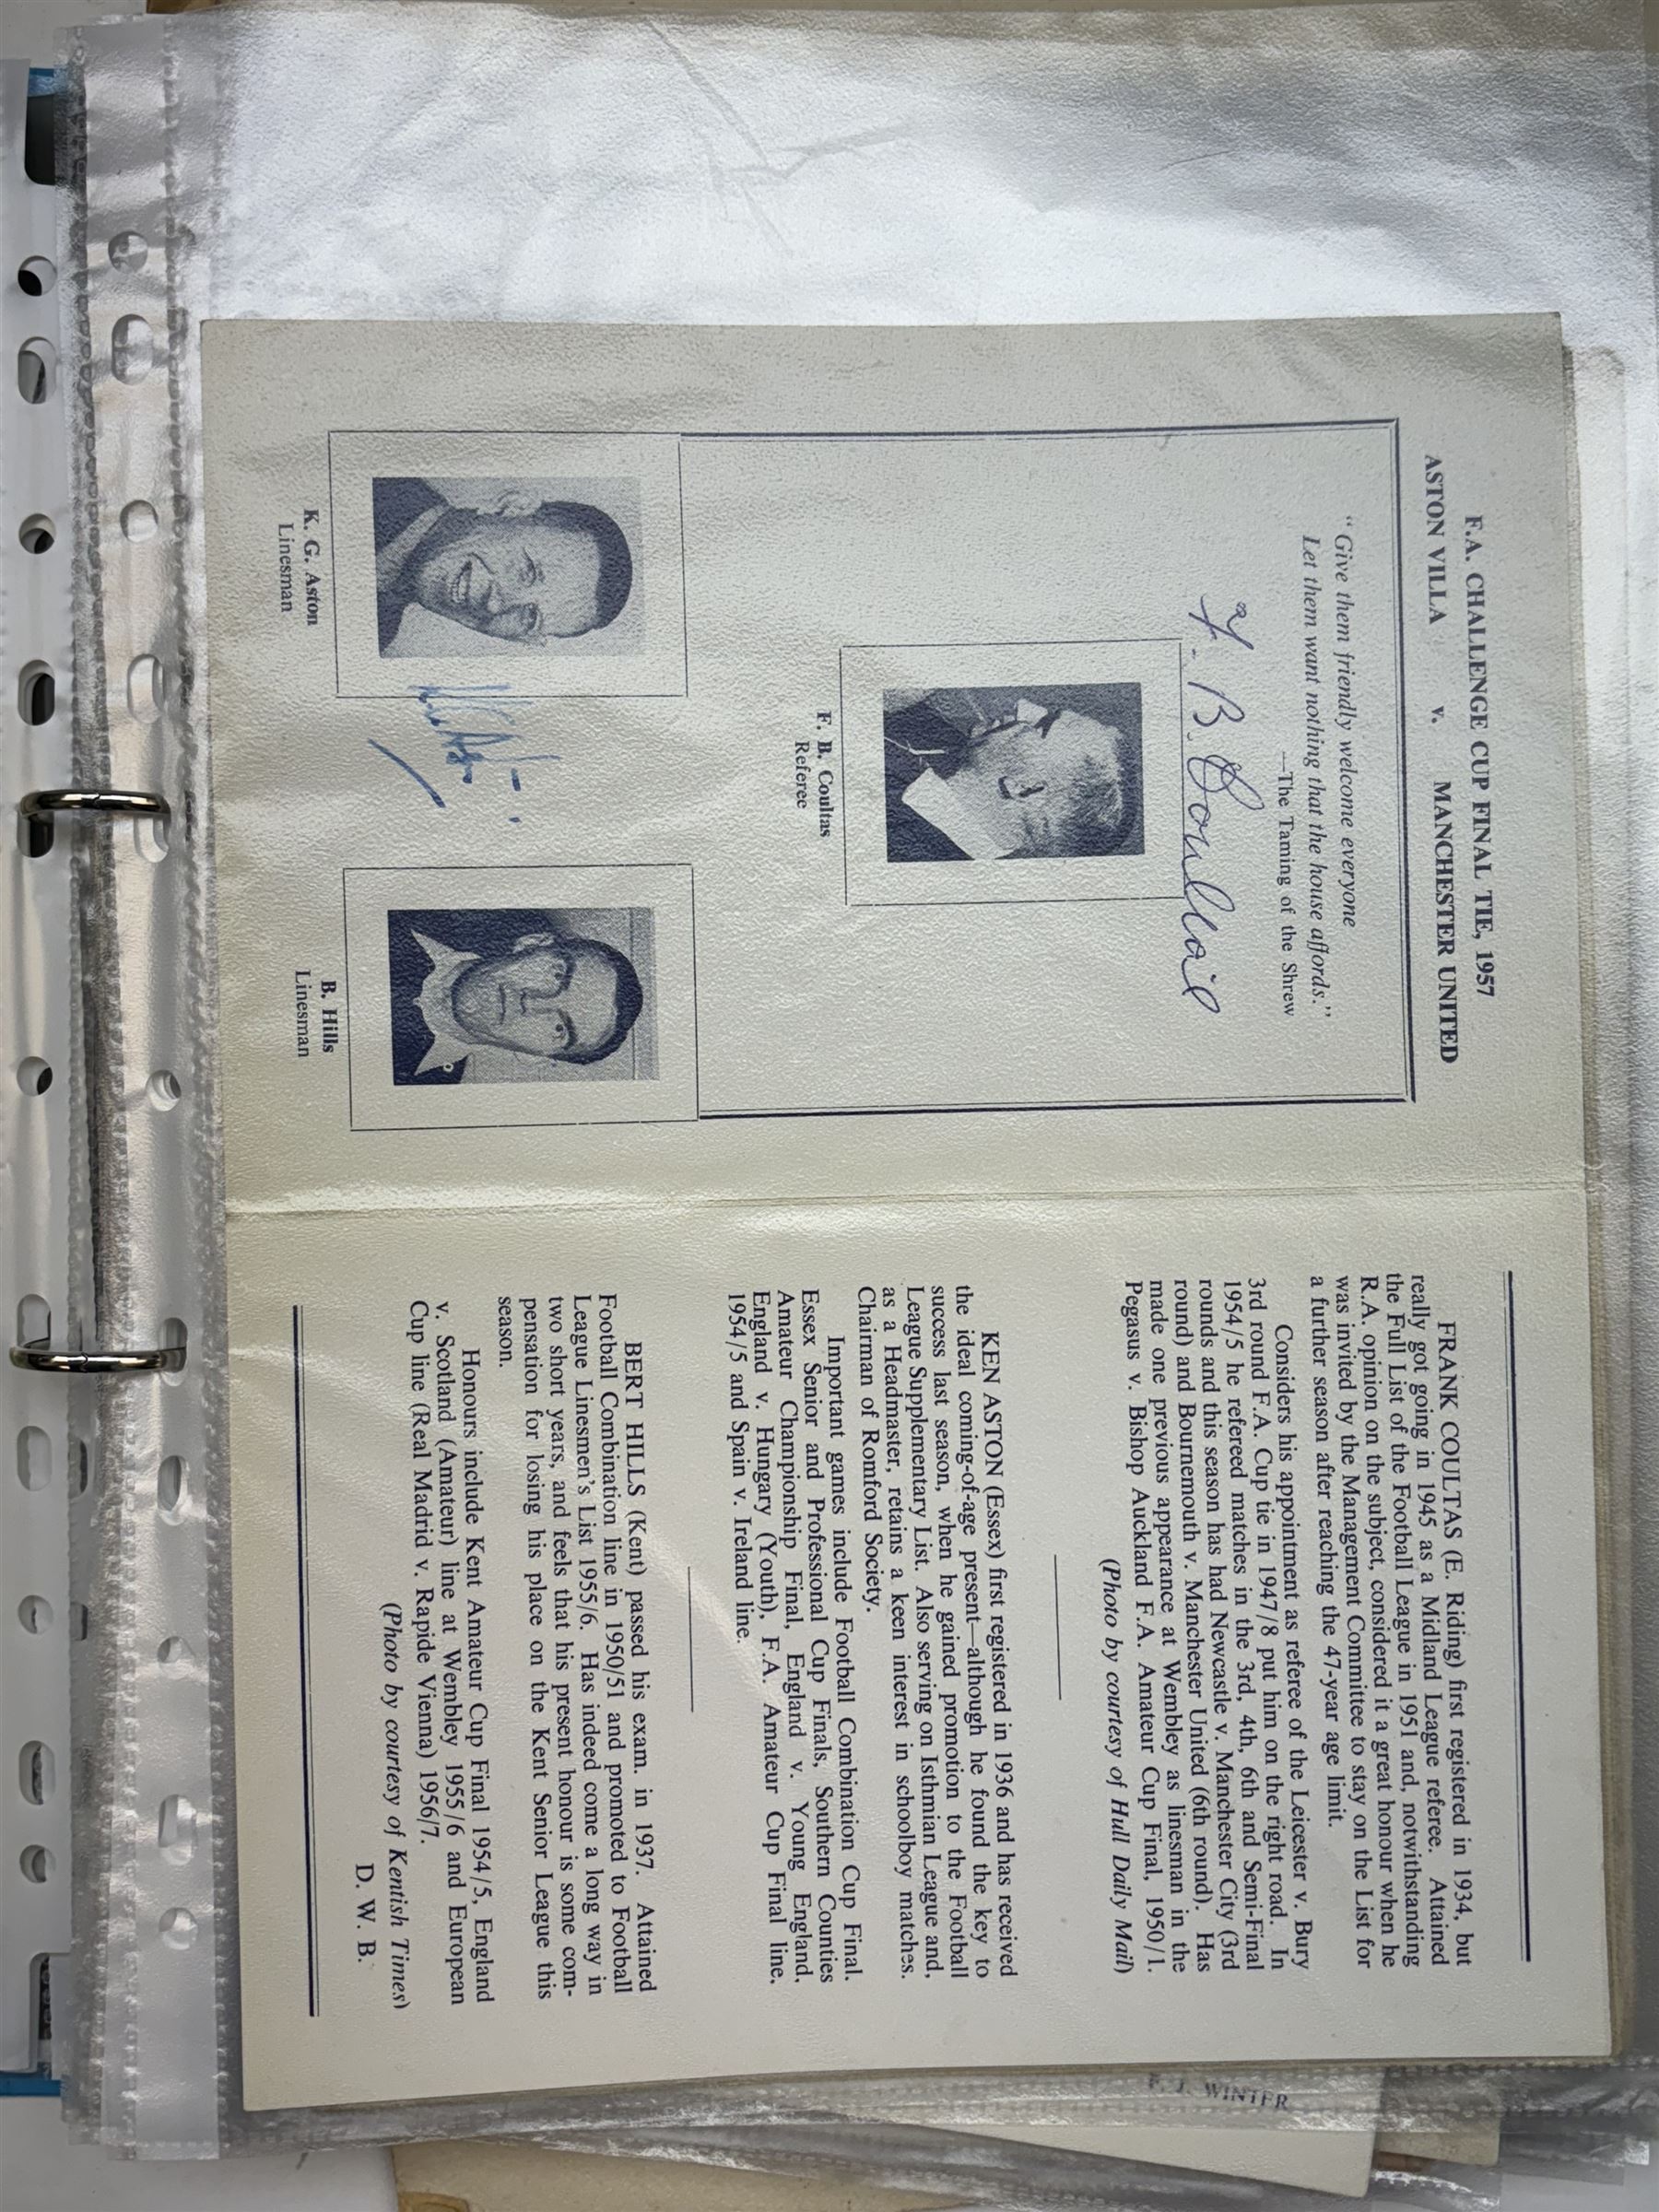 F.A. CHALLENGE CUP FINAL TIE, 1957
ASTON VILLA v. MANCHESTER UNITED
“Give them friendly welcome everyone
Let them want nothing that the house affords.”
—The Taming of the Shrew
F. B. Coultas
F. B. Coultas
Referee
K. G. Aston
Linesman
B. Hills
Linesman
FRANK COULTAS (E. Riding) first registered in 1934, but
really got going in 1945 as a Midland League referee. Attained
the Full List of the Football League in 1951 and, notwithstanding
R.A. opinion on the subject, considered it a great honour when he
was invited by the Management Committee to stay on the List for
a further season after reaching the 47-year age limit.
Considers his appointment as referee of the Leicester v. Bury
3rd round F.A. Cup tie in 1947/8 put him on the right road. In
1954/5 he refereed matches in the 3rd, 4th, 6th and Semi-Final
rounds and this season has had Newcastle v. Manchester City (3rd
round) and Bournemouth v. Manchester United (6th round). Has
made one previous appearance at Wembley as linesman in the
Pegasus v. Bishop Auckland F.A. Amateur Cup Final, 1950/1.
(Photo by courtesy of Hull Daily Mail)
KEN ASTON (Essex) first registered in 1936 and has received
the ideal coming-of-age present—although he found the key to
success last season, when he gained promotion to the Football
League Supplementary List. Also serving on Isthmian League and,
as a Headmaster, retains a keen interest in schoolboy matches.
Chairman of Romford Society.
Important games include Football Combination Cup Final.
Essex Senior and Professional Cup Finals, Southern Counties
Amateur Championship Final, England v. Young England,
England v. Hungary (Youth), F.A. Amateur Cup Final line,
1954/5 and Spain v. Ireland line.
BERT HILLS (Kent) passed his exam. in 1937. Attained
Football Combination line in 1950/51 and promoted to Football
League Linesmen’s List 1955/6. Has indeed come a long way in
two short years, and feels that his present honour is some com-
pensation for losing his place on the Kent Senior League this
season.
Honours include Kent Amateur Cup Final 1954/5, England
v. Scotland (Amateur) line at Wembley 1955/6 and European
Cup line (Real Madrid v. Rapide Vienna) 1956/7.
(Photo by courtesy of Kentish Times)
D. W. B.
WINTER